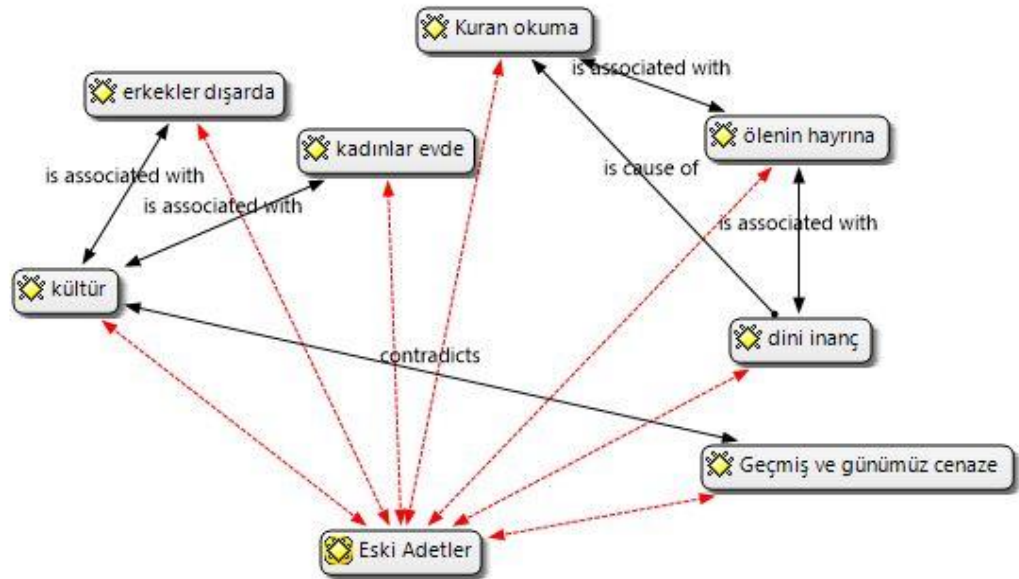 Kuran okuma
is associated with
erkekler dışarda
ölenin hayrına
kadınlar evde
is cause of
is associated with
is associated with
is associated with
kültür
dini inanç
contradicts
Geçmiş ve günümüz cenaze
Eski Adetler